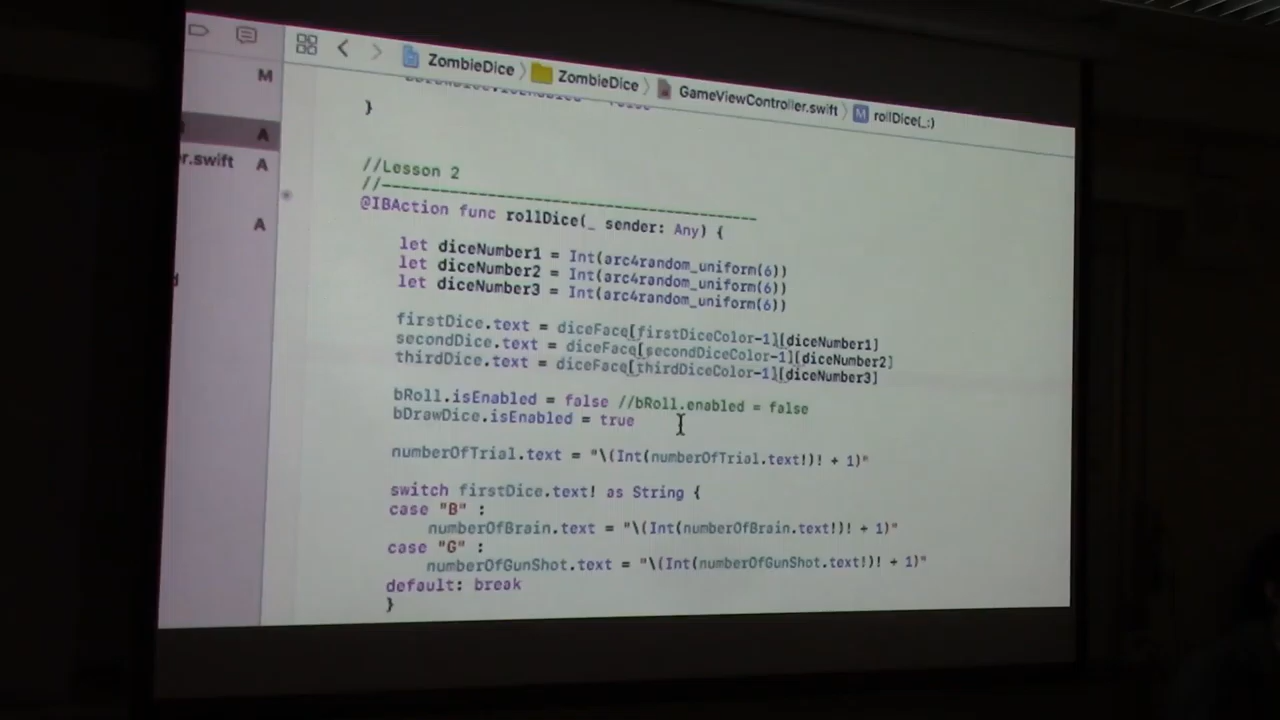 M
ZombieDice
ZombieDice
GameViewController.swift
M
rollDice(_:)
}
A
r.swift A
A
//Lesson 2
//------------------------------------------------
@IBAction func rollDice(_ sender: Any) {
let diceNumber1 = Int(arc4random_uniform(6))
let diceNumber2 = Int(arc4random_uniform(6))
let diceNumber3 = Int(arc4random_uniform(6))
firstDice.text = diceFace[firstDiceColor-1][diceNumber1]
secondDice.text = diceFace[secondDiceColor-1][diceNumber2]
thirdDice.text = diceFace[thirdDiceColor-1][diceNumber3]
bRoll.isEnabled = false //bRoll.enabled = false
bDrawDice.isEnabled = true
numberOfTrial.text = "\(Int(numberOfTrial.text!)! + 1)"
switch firstDice.text! as String {
case "B" :
numberOfBrain.text = "\(Int(numberOfBrain.text!)! + 1)"
case "G" :
numberOfGunShot.text = "\(Int(numberOfGunShot.text!)! + 1)"
default: break
}